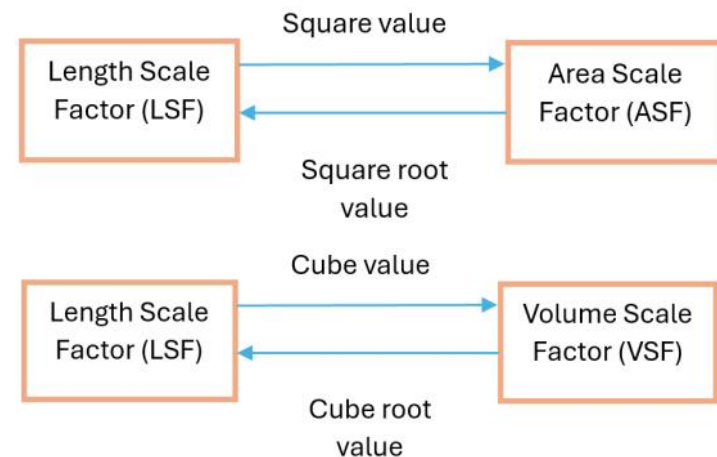 Square value
Length Scale
Factor (LSF)
Area Scale
Factor (ASF)
Square root
value
Cube value
Length Scale
Factor (LSF)
Volume Scale
Factor (VSF)
Cube root
value